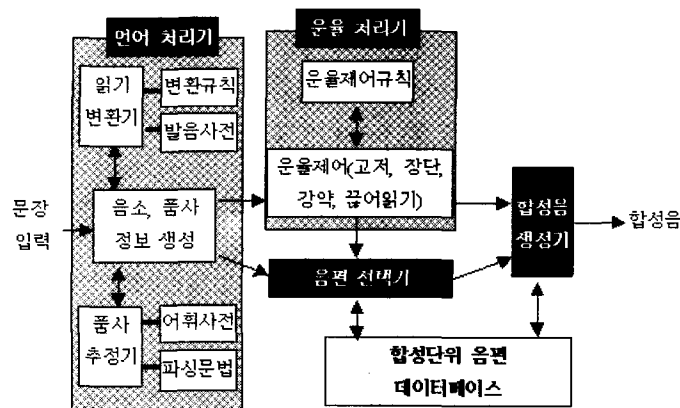 언어 처리기
운율 처리기
읽기
변환기
변환규칙
발음사전
운율제어규칙
문장
입력
음소, 품사
정보 생성
운율제어(고저, 장단,
강약, 끊어읽기)
합성음
생성기
합성음
음편 선택기
품사
추정기
어휘사전
파싱문법
합성단위 음편
데이터베이스